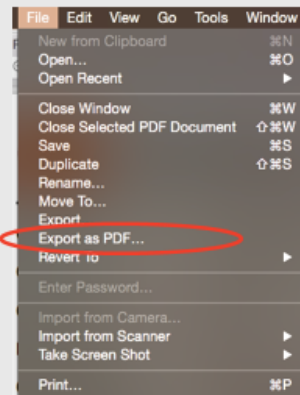 File Edit View Go Tools Window
New from Clipboard ⌘N
Open... ⌘O
Open Recent ▶
Close Window ⌘W
Close Selected PDF Document ⇧⌘W
Save ⌘S
Duplicate ⇧⌘S
Rename...
Move To...
Export...
Export as PDF...
Revert To ▶
Enter Password...
Import from Camera...
Import from Scanner ▶
Take Screen Shot ▶
Print... ⌘P